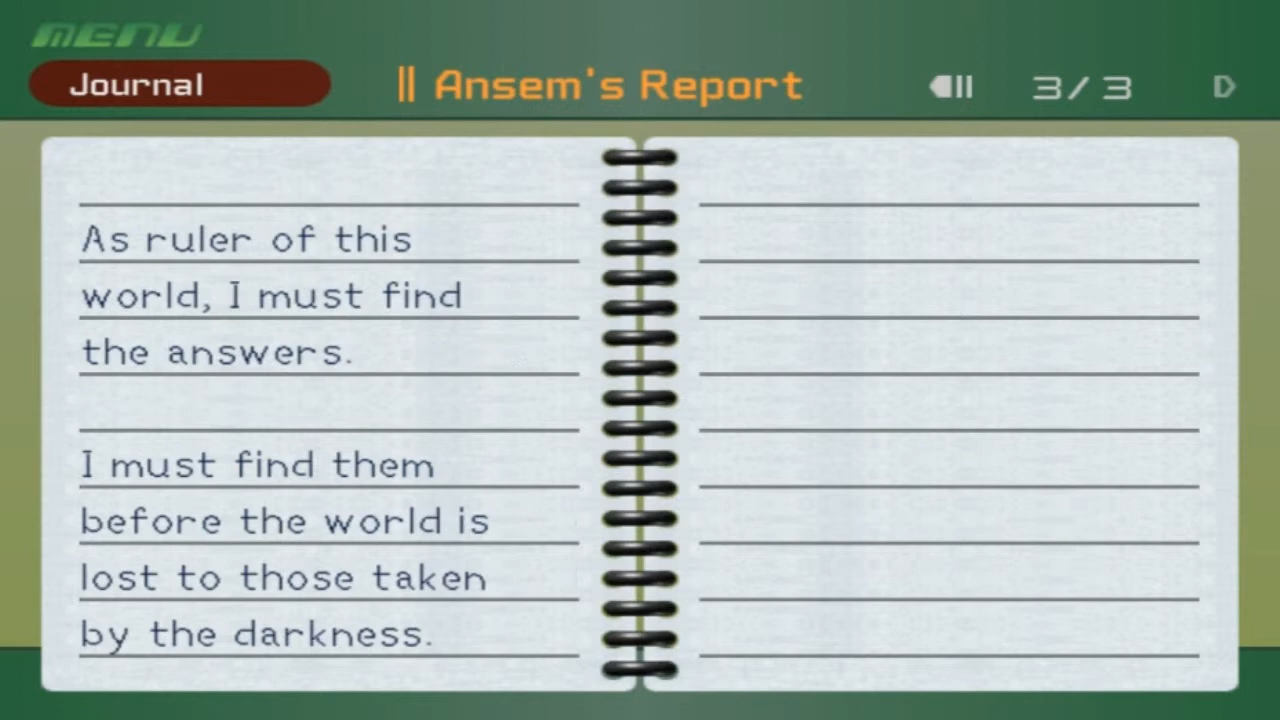 MENU
Journal
Ansem's Report
3/3
As ruler of this
world, I must find
the answers.
I must find them
before the world is
lost to those taken
by the darkness.